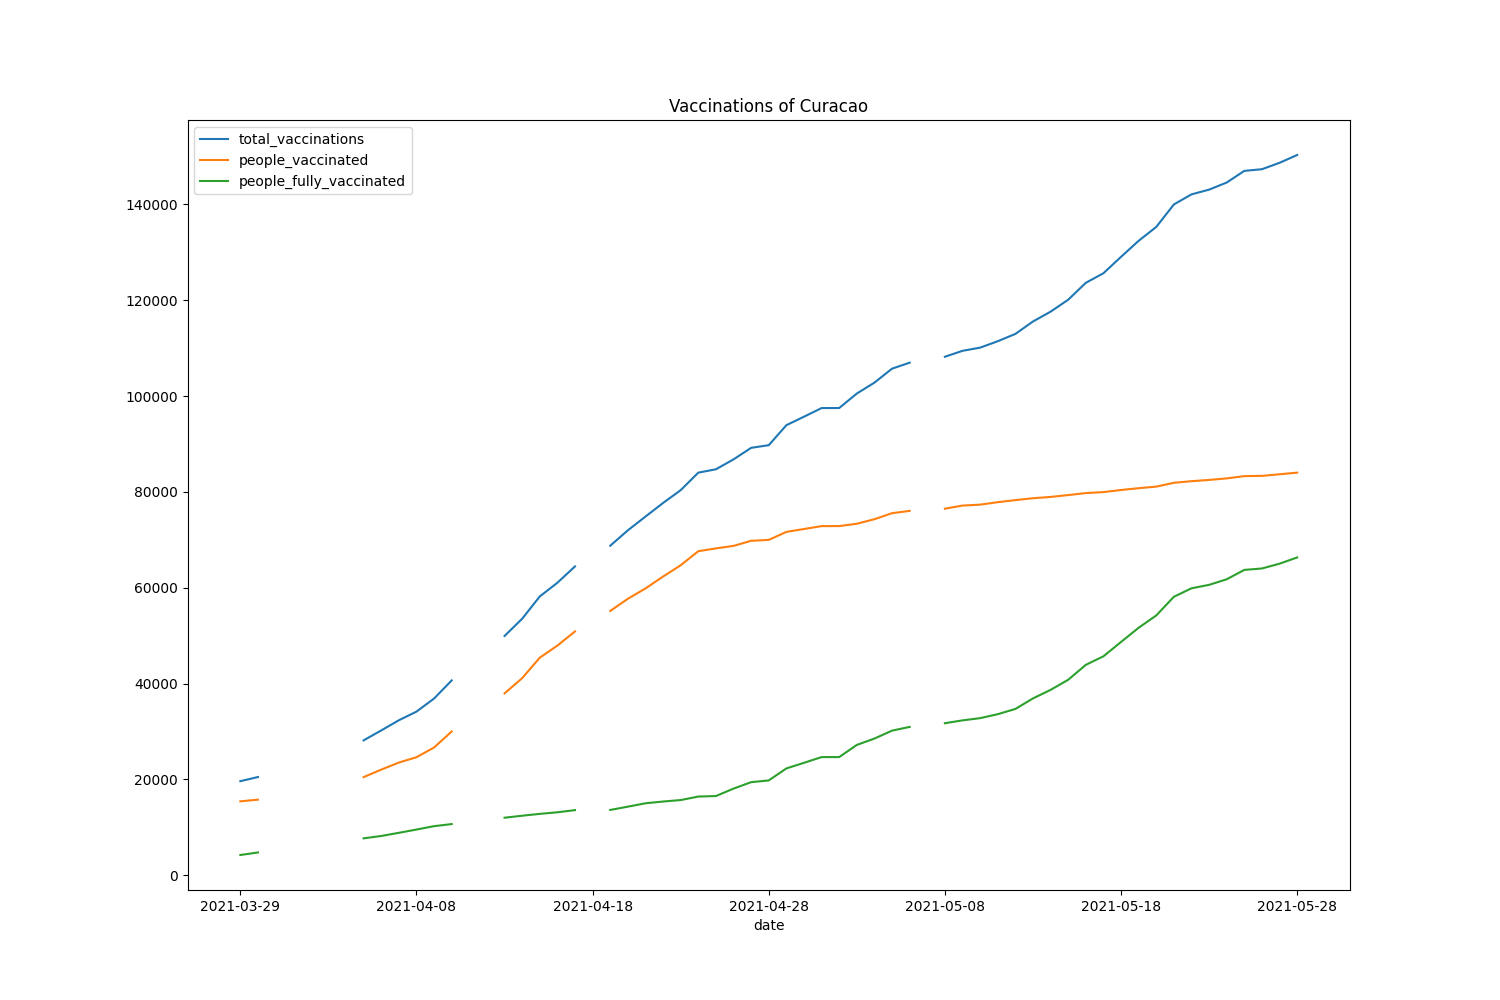 Vaccinations of Curacao
total_vaccinations
people_vaccinated
people_fully_vaccinated
140000
120000
100000
80000
60000
40000
20000
0
2021-03-29 2021-04-08 2021-04-18 2021-04-28 2021-05-08 2021-05-18 2021-05-28
date